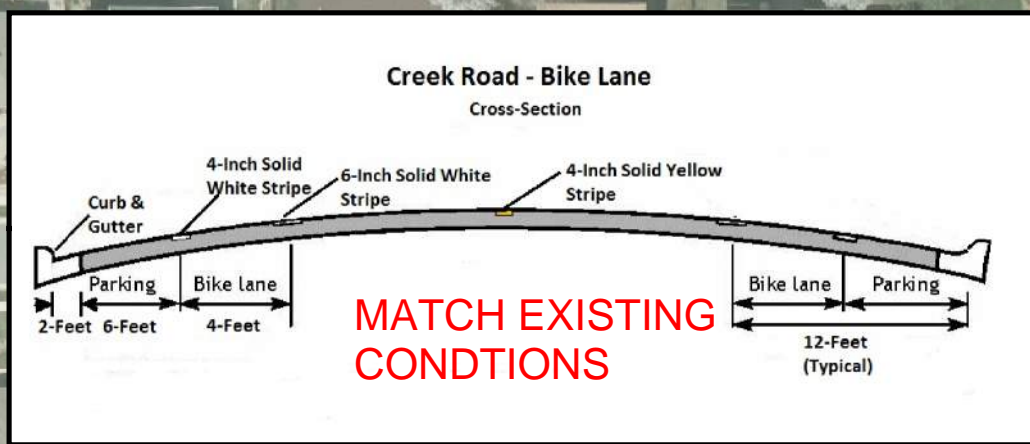 Creek Road - Bike Lane
Cross-Section
4-Inch Solid
White Stripe
6-Inch Solid White
Stripe
4-Inch Solid Yellow
Stripe
Curb &
Gutter
Parking
Bike lane
Bike lane
Parking
2-Feet
6-Feet
4-Feet
12-Feet
(Typical)
MATCH EXISTING
CONDTIONS